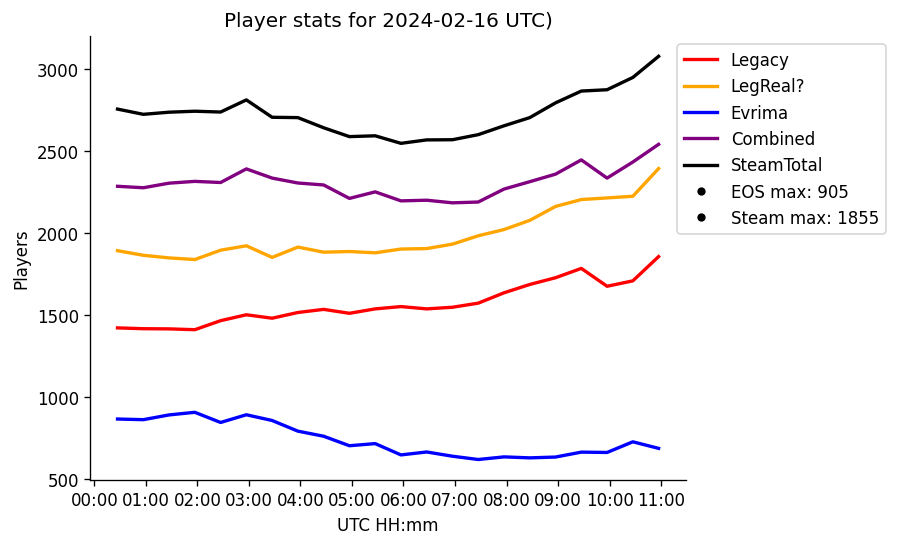 Player stats for 2024-02-16 UTC)
Legacy
LegReal?
Evrima
Combined
SteamTotal
EOS max: 905
Steam max: 1855
Players
3000
2500
2000
1500
1000
500
00:00 01:00 02:00 03:00 04:00 05:00 06:00 07:00 08:00 09:00 10:00 11:00
UTC HH:mm